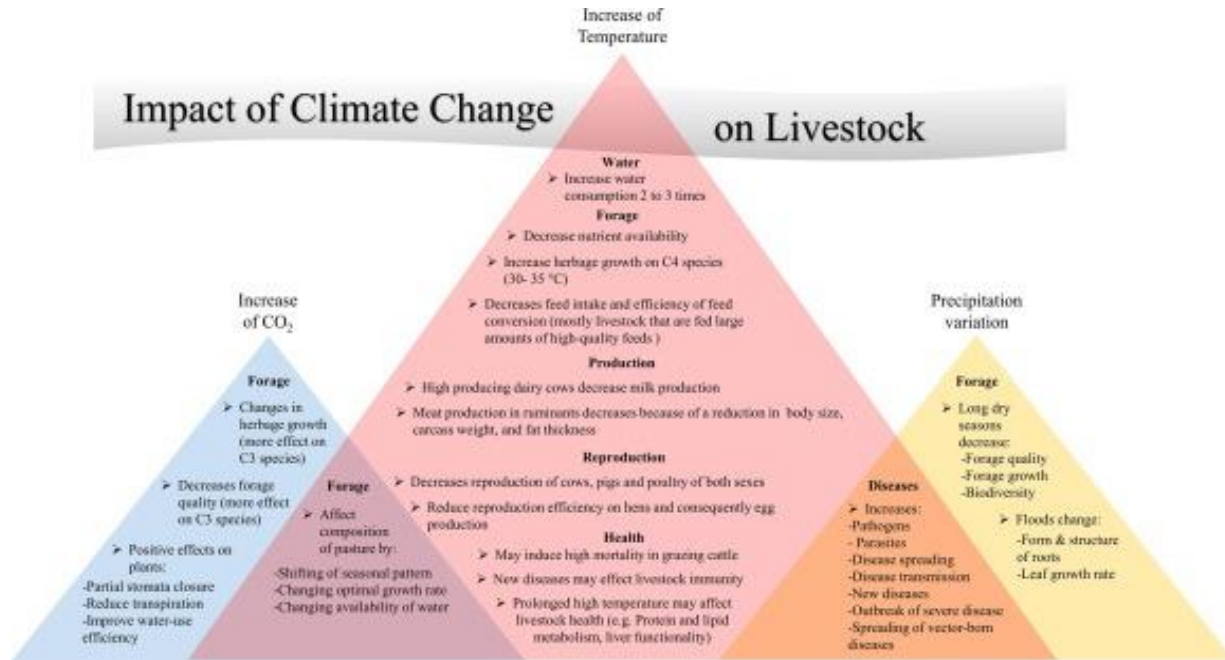 Increase of
Temperature
Impact of Climate Change
on Livestock
Water
➢ Increase water
consumption 2 to 3 times
Forage
➢ Decrease nutrient availability
➢ Increase herbage growth on C4 species
(30- 35 °C)
➢ Decreases feed intake and efficiency of feed
conversion (mostly livestock that are fed large
amounts of high-quality feeds )
Production
➢ High producing dairy cows decrease milk production
➢ Meat production in ruminants decreases because of a reduction in body size,
carcass weight, and fat thickness
Reproduction
➢ Decreases reproduction of cows, pigs and poultry of both sexes
➢ Reduce reproduction efficiency on hens and consequently egg
production
Health
➢ May induce high mortality in grazing cattle
➢ New diseases may effect livestock immunity
➢ Prolonged high temperature may affect
livestock health (e.g. Protein and lipid
metabolism, liver functionality)
Increase
of CO₂
Forage
➢ Changes in
herbage growth
(more effect on
C3 species)
➢ Decreases forage
quality (more effect
on C3 species)
➢ Positive effects on
plants:
-Partial stomata closure
-Reduce transpiration
-Improve water-use
efficiency
Forage
➢ Affect
composition
of pasture by:
-Shifting of seasonal pattern
-Changing optimal growth rate
-Changing availability of water
Precipitation
variation
Forage
➢ Long dry
seasons
decrease:
-Forage quality
-Forage growth
-Biodiversity
➢ Floods change:
-Form & structure
of roots
-Leaf growth rate
Diseases
➢ Increases:
-Pathogens
- Parasites
-Disease spreading
-Disease transmission
-New diseases
-Outbreak of severe disease
-Spreading of vector-born
diseases